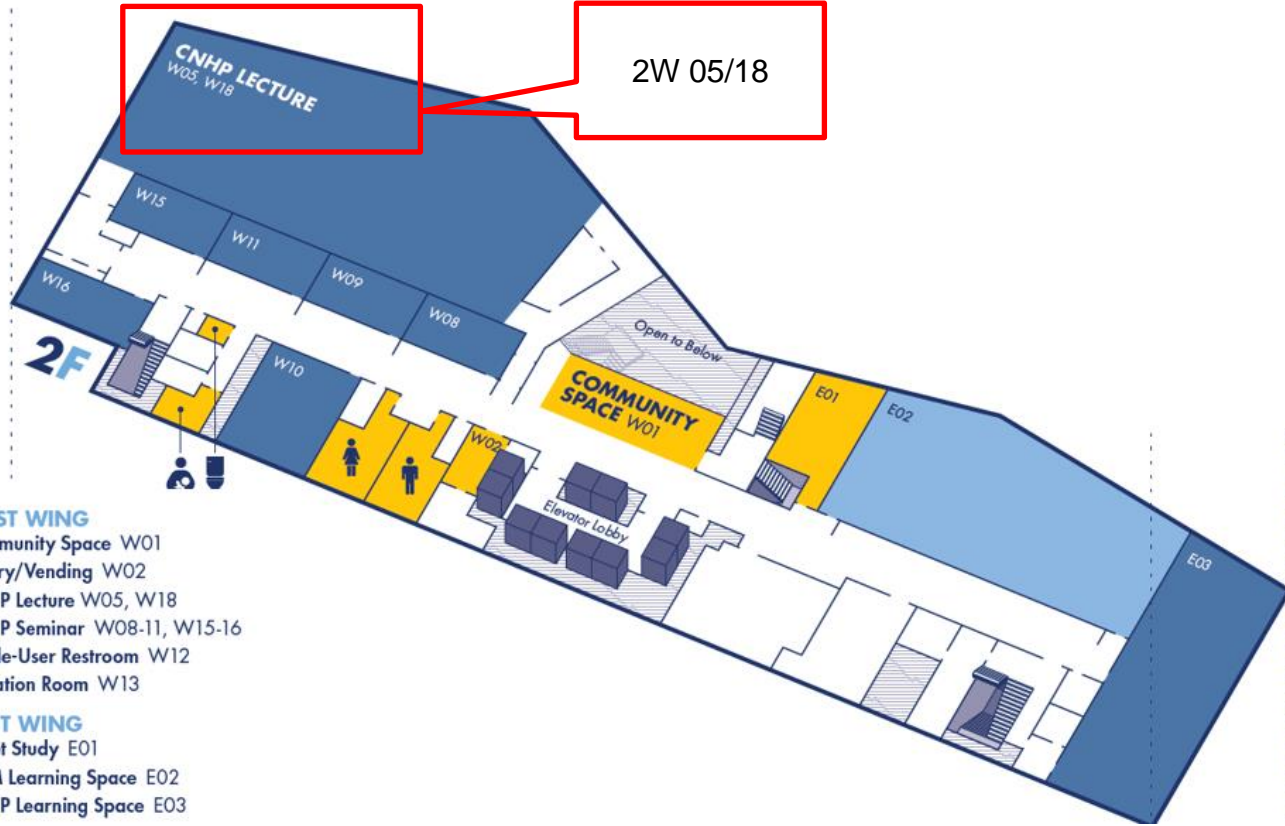 CNHP LECTURE
W05, W18
2W 05/18
W15
W11
W09
W08
W16
2F
W10
Open to Below
COMMUNITY
SPACE W01
W02
Elevator Lobby
E01
E02
E03
ST WING
munity Space W01
ry/Vending W02
P Lecture W05, W18
P Seminar W08-11, W15-16
le-User Restroom W12
ation Room W13
T WING
t Study E01
Learning Space E02
P Learning Space E03